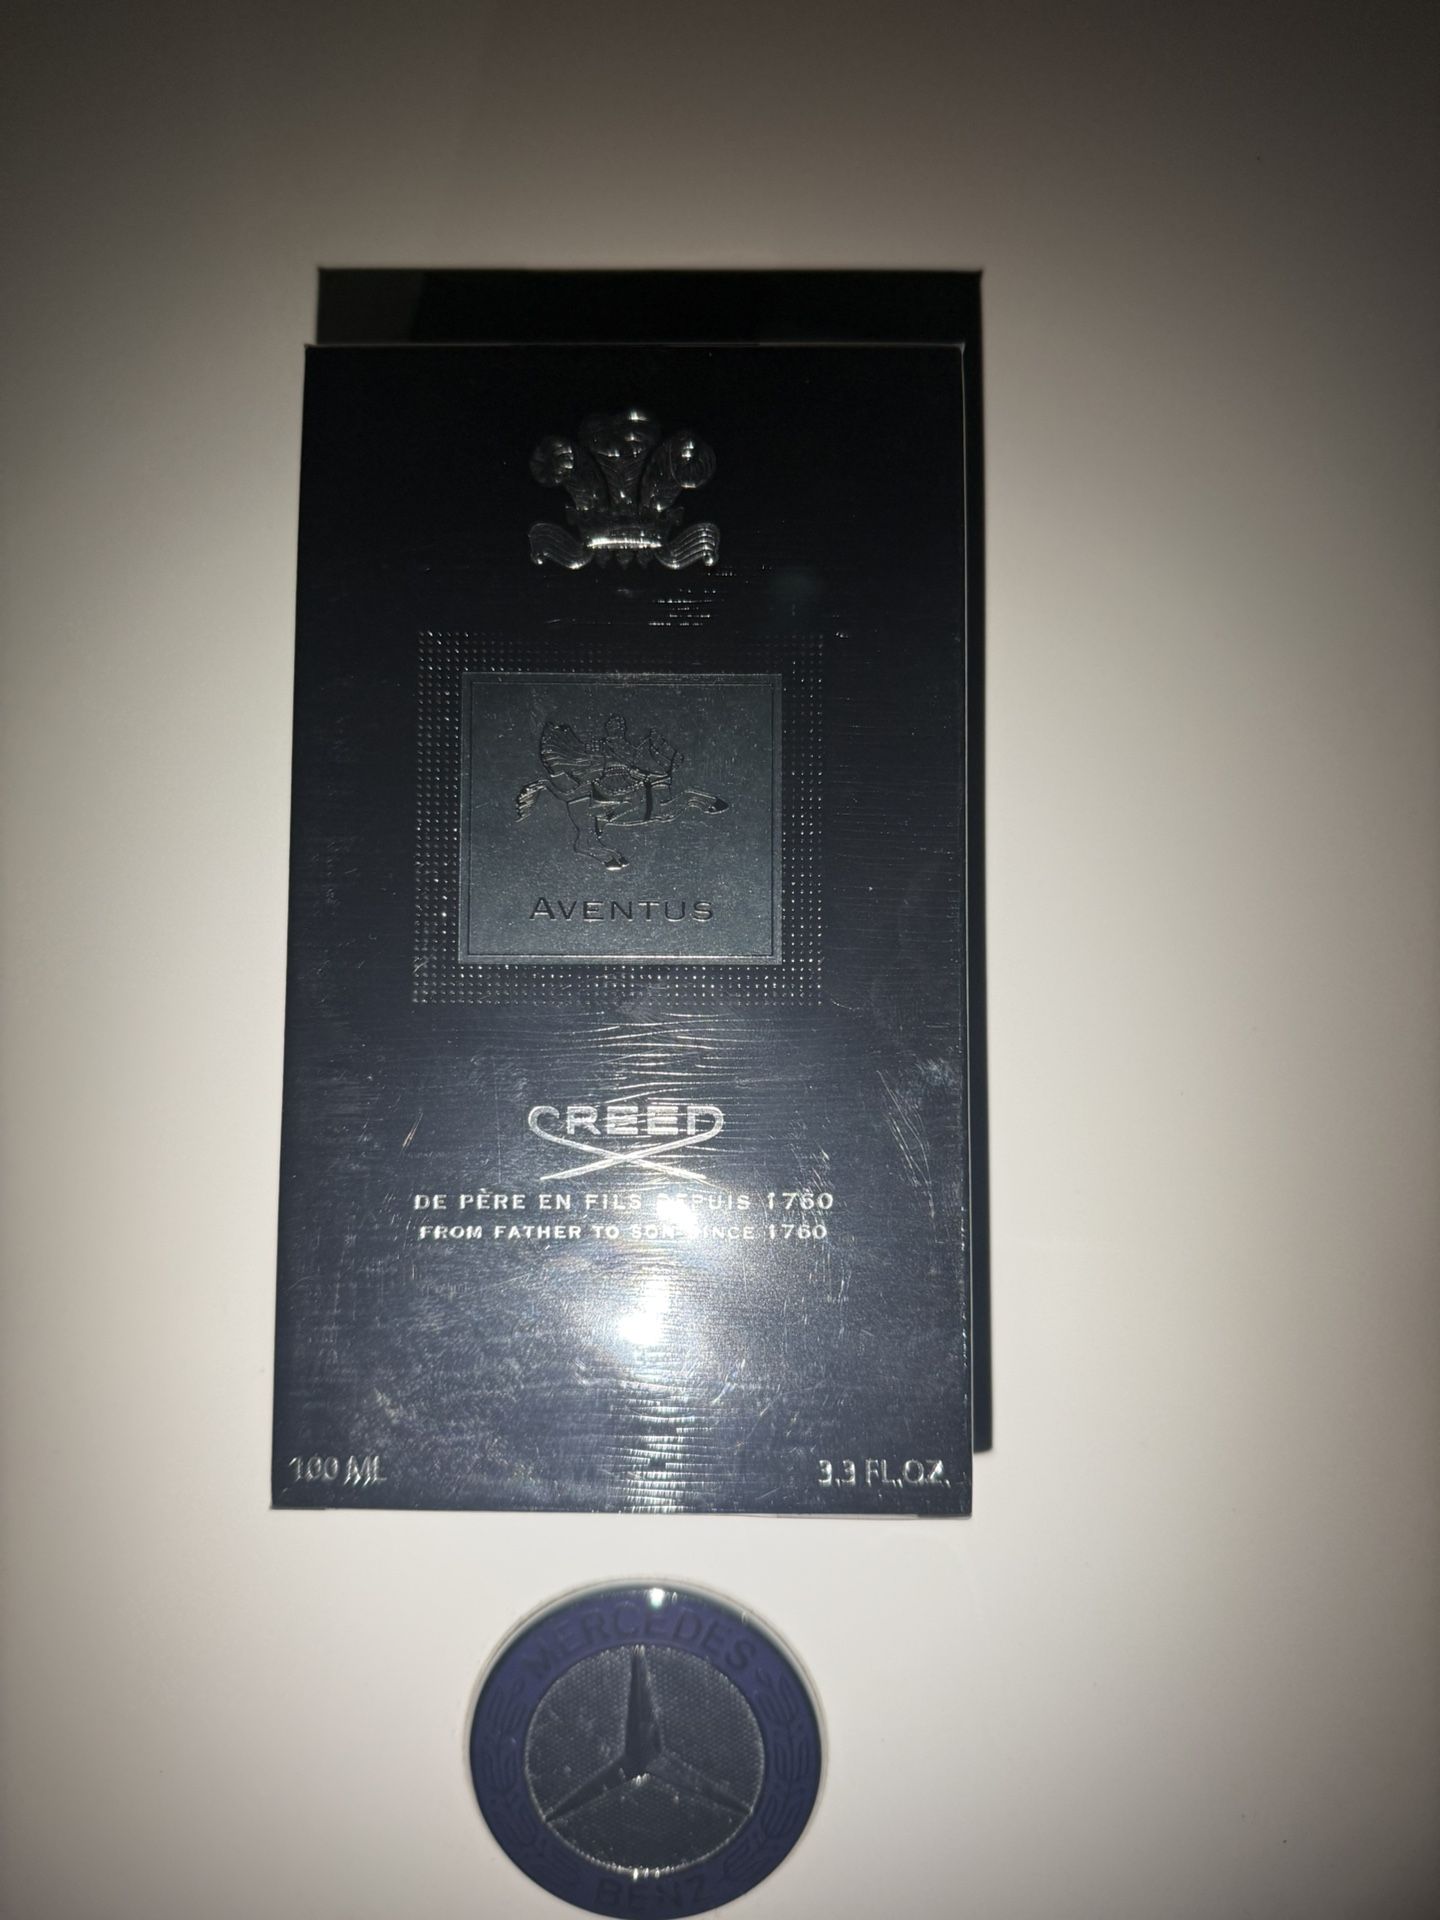 AVENTUS
CREED
DE PÈRE EN FILS DEPUIS 1760
FROM FATHER TO SON SINCE 1760
100 ML
3.3 FL.OZ.
MERCEDES
BENZ